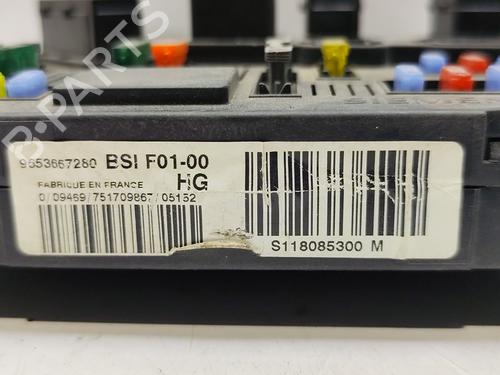 B-PARTS
9653667280 BSI F01-00
FABRIQUE EN FRANCE HG
0/09469/751709867/05152
S118085300 M